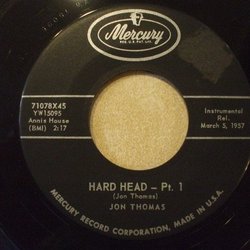 Mercury
71078X45
YW15095
Annis House
(BMI) 2:17
Instrumental
Rel.
March 5, 1957
HARD HEAD — Pt. 1
(Jon Thomas)
JON THOMAS
MERCURY RECORD CORPORATION, MADE IN U.S.A.